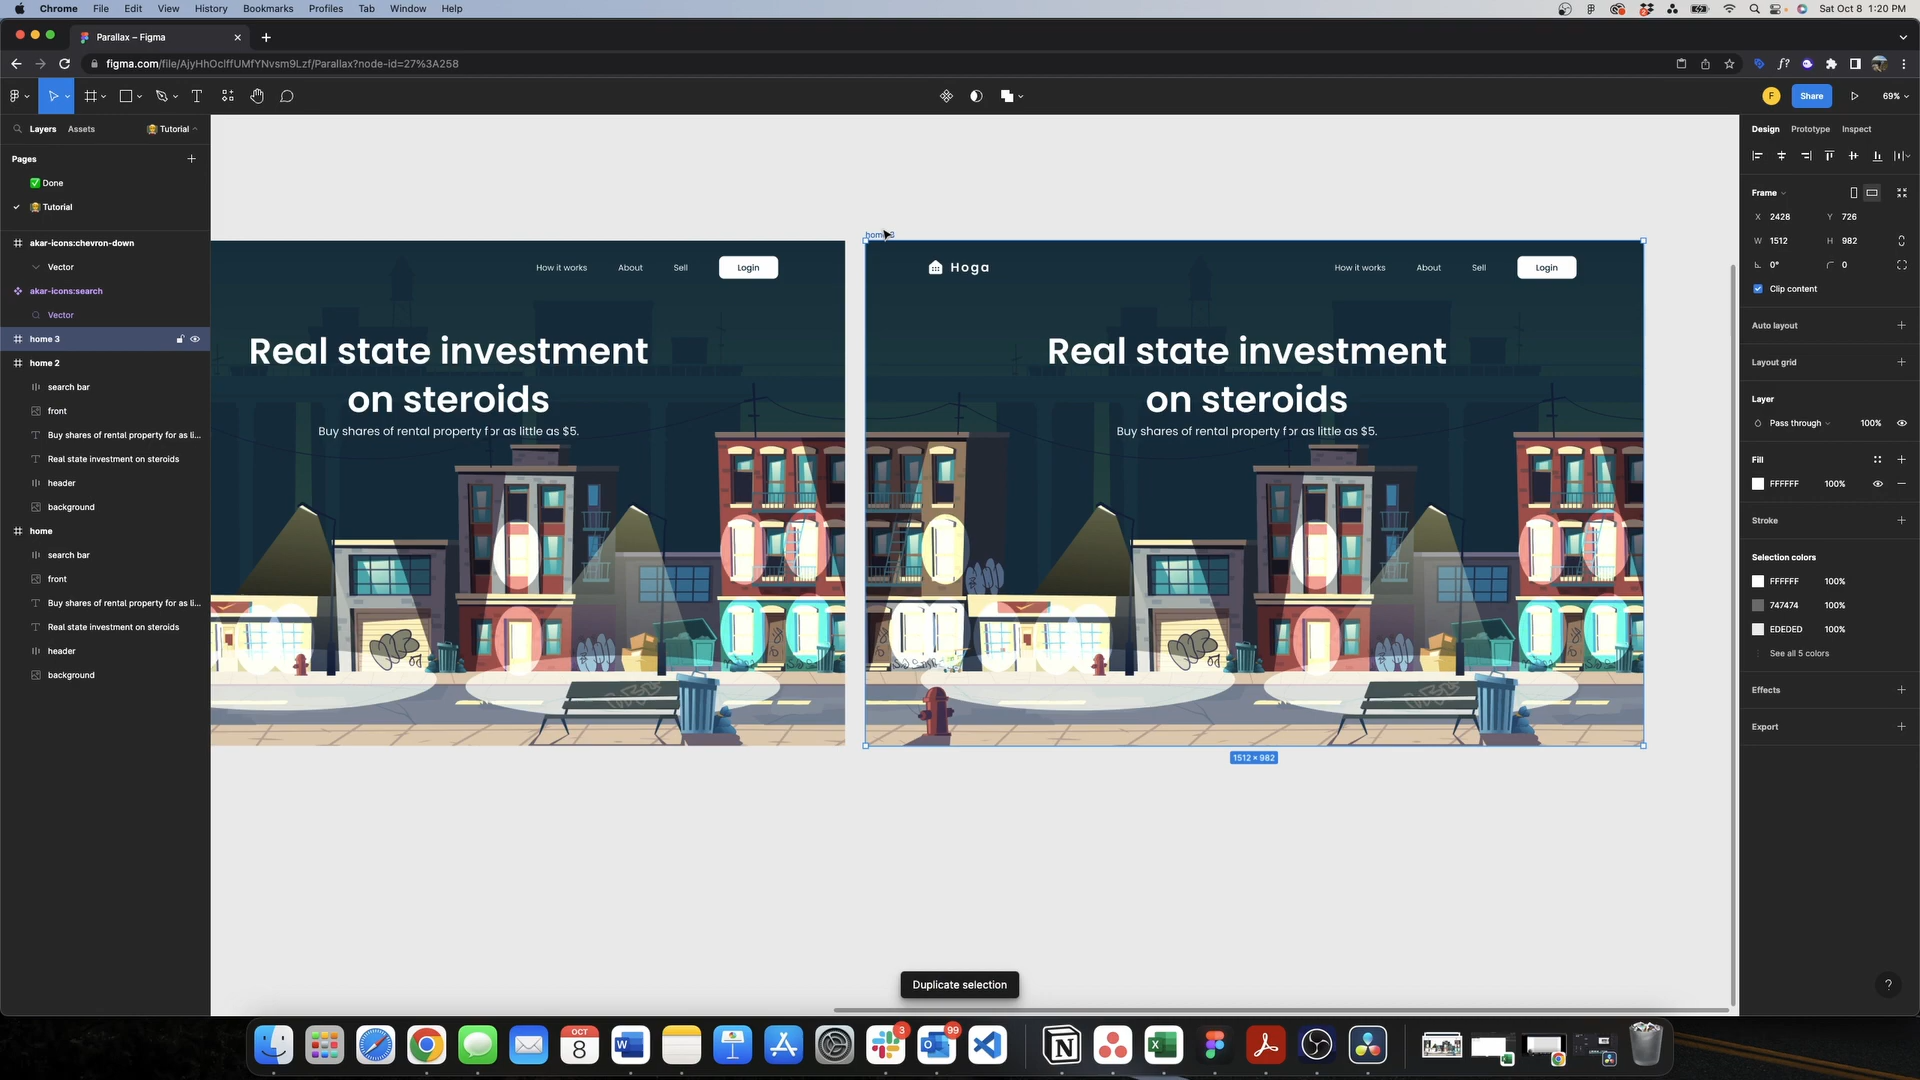 Chrome File Edit View History Bookmarks Profiles Tab Window Help
Sat Oct 8 1:20 PM
Parallax – Figma
figma.com/file/AjyHhOclffUMfYNvsm9Lzf/Parallax?node-id=27%3A258
F
Share
69%
Layers Assets Tutorial
Design Prototype Inspect
Pages
Done
Tutorial
akar-icons:chevron-down
Vector
akar-icons:search
Vector
home 3
home 2
search bar
front
Buy shares of rental property for as li...
Real state investment on steroids
header
background
home
search bar
front
Buy shares of rental property for as li...
Real state investment on steroids
header
background
How it works About Sell Login
Real state investment
on steroids
Buy shares of rental property for as little as $5.
Hoga How it works About Sell Login
Real state investment
on steroids
Buy shares of rental property for as little as $5.
1512 × 982
Duplicate selection
Frame
X 2428 Y 726
W 1512 H 982
0° 0
Clip content
Auto layout
Layout grid
Layer
Pass through 100%
Fill
FFFFFF 100%
Stroke
Selection colors
FFFFFF 100%
747474 100%
EDEDED 100%
See all 5 colors
Effects
Export
?
OCT
8
3
99